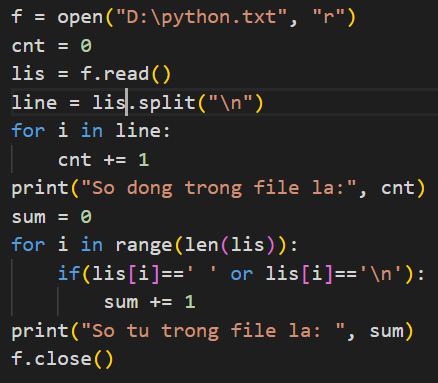 f = open("D:\python.txt", "r")
cnt = 0
lis = f.read()
line = lis.split("\n")
for i in line:
    cnt += 1
print("So dong trong file la:", cnt)
sum = 0
for i in range(len(lis)):
    if(lis[i]==' ' or lis[i]=='\n'):
        sum += 1
print("So tu trong file la: ", sum)
f.close()